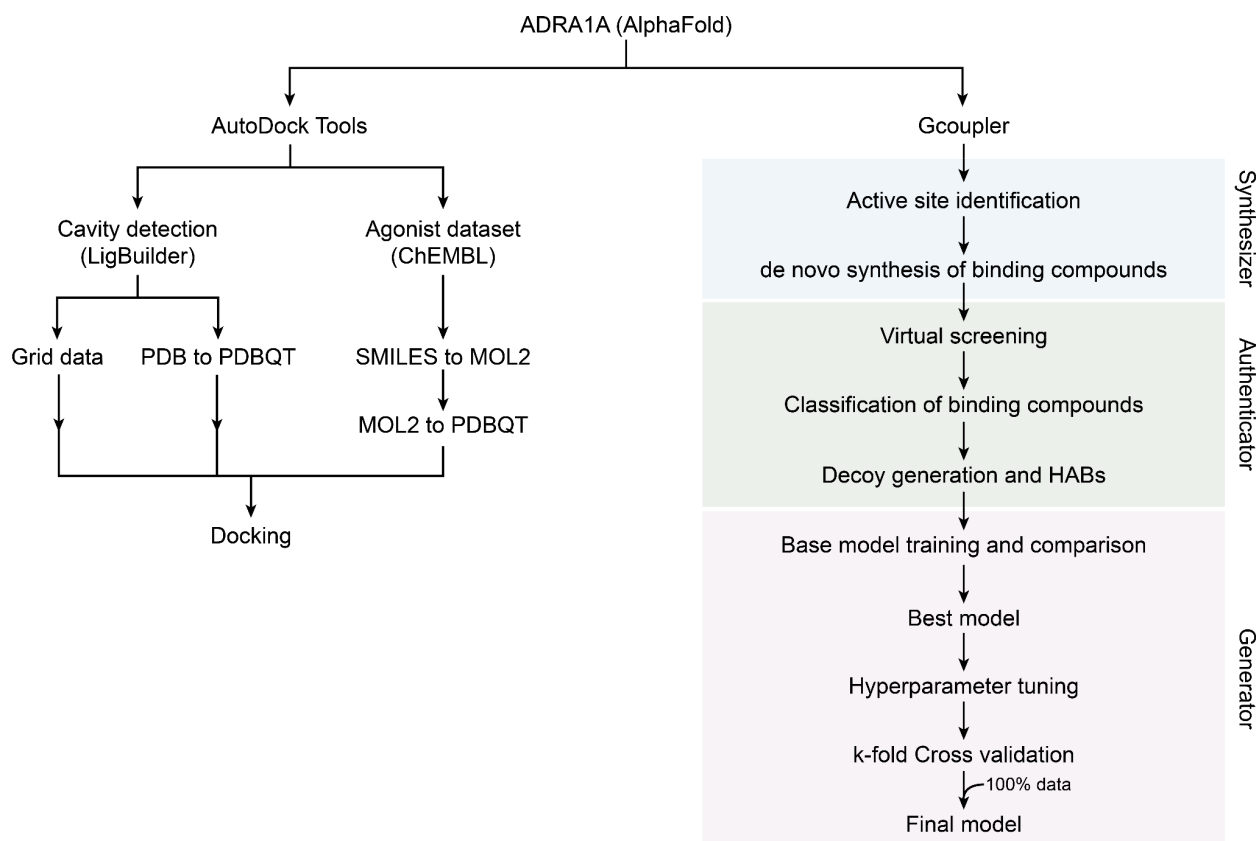 ADRA1A (AlphaFold)
AutoDock Tools
Cavity detection
(LigBuilder)
Agonist dataset
(ChEMBL)
Grid data
PDB to PDBQT
SMILES to MOL2
MOL2 to PDBQT
Docking
Gcoupler
Synthesizer
Active site identification
de novo synthesis of binding compounds
Authenticator
Virtual screening
Classification of binding compounds
Decoy generation and HABs
Generator
Base model training and comparison
Best model
Hyperparameter tuning
k-fold Cross validation
100% data
Final model